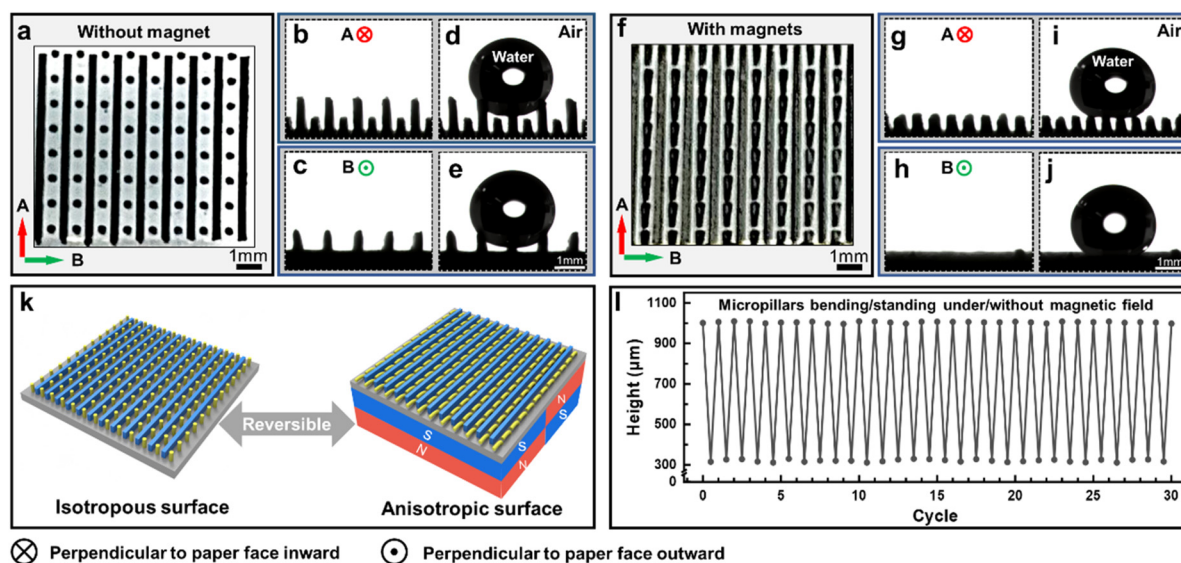 a Without magnet
A
B
1mm
b A
d Water Air
c B
e
1mm
f With magnets
A
B
1mm
g A
i Water Air
h B
j
1mm
k
Reversible
S
N
N
S
S
N
Isotropous surface
Anisotropic surface
l Micropillars bending/standing under/without magnetic field
Height (μm)
1100
900
700
500
300
0
0 5 10 15 20 25 30
Cycle
Perpendicular to paper face inward
Perpendicular to paper face outward